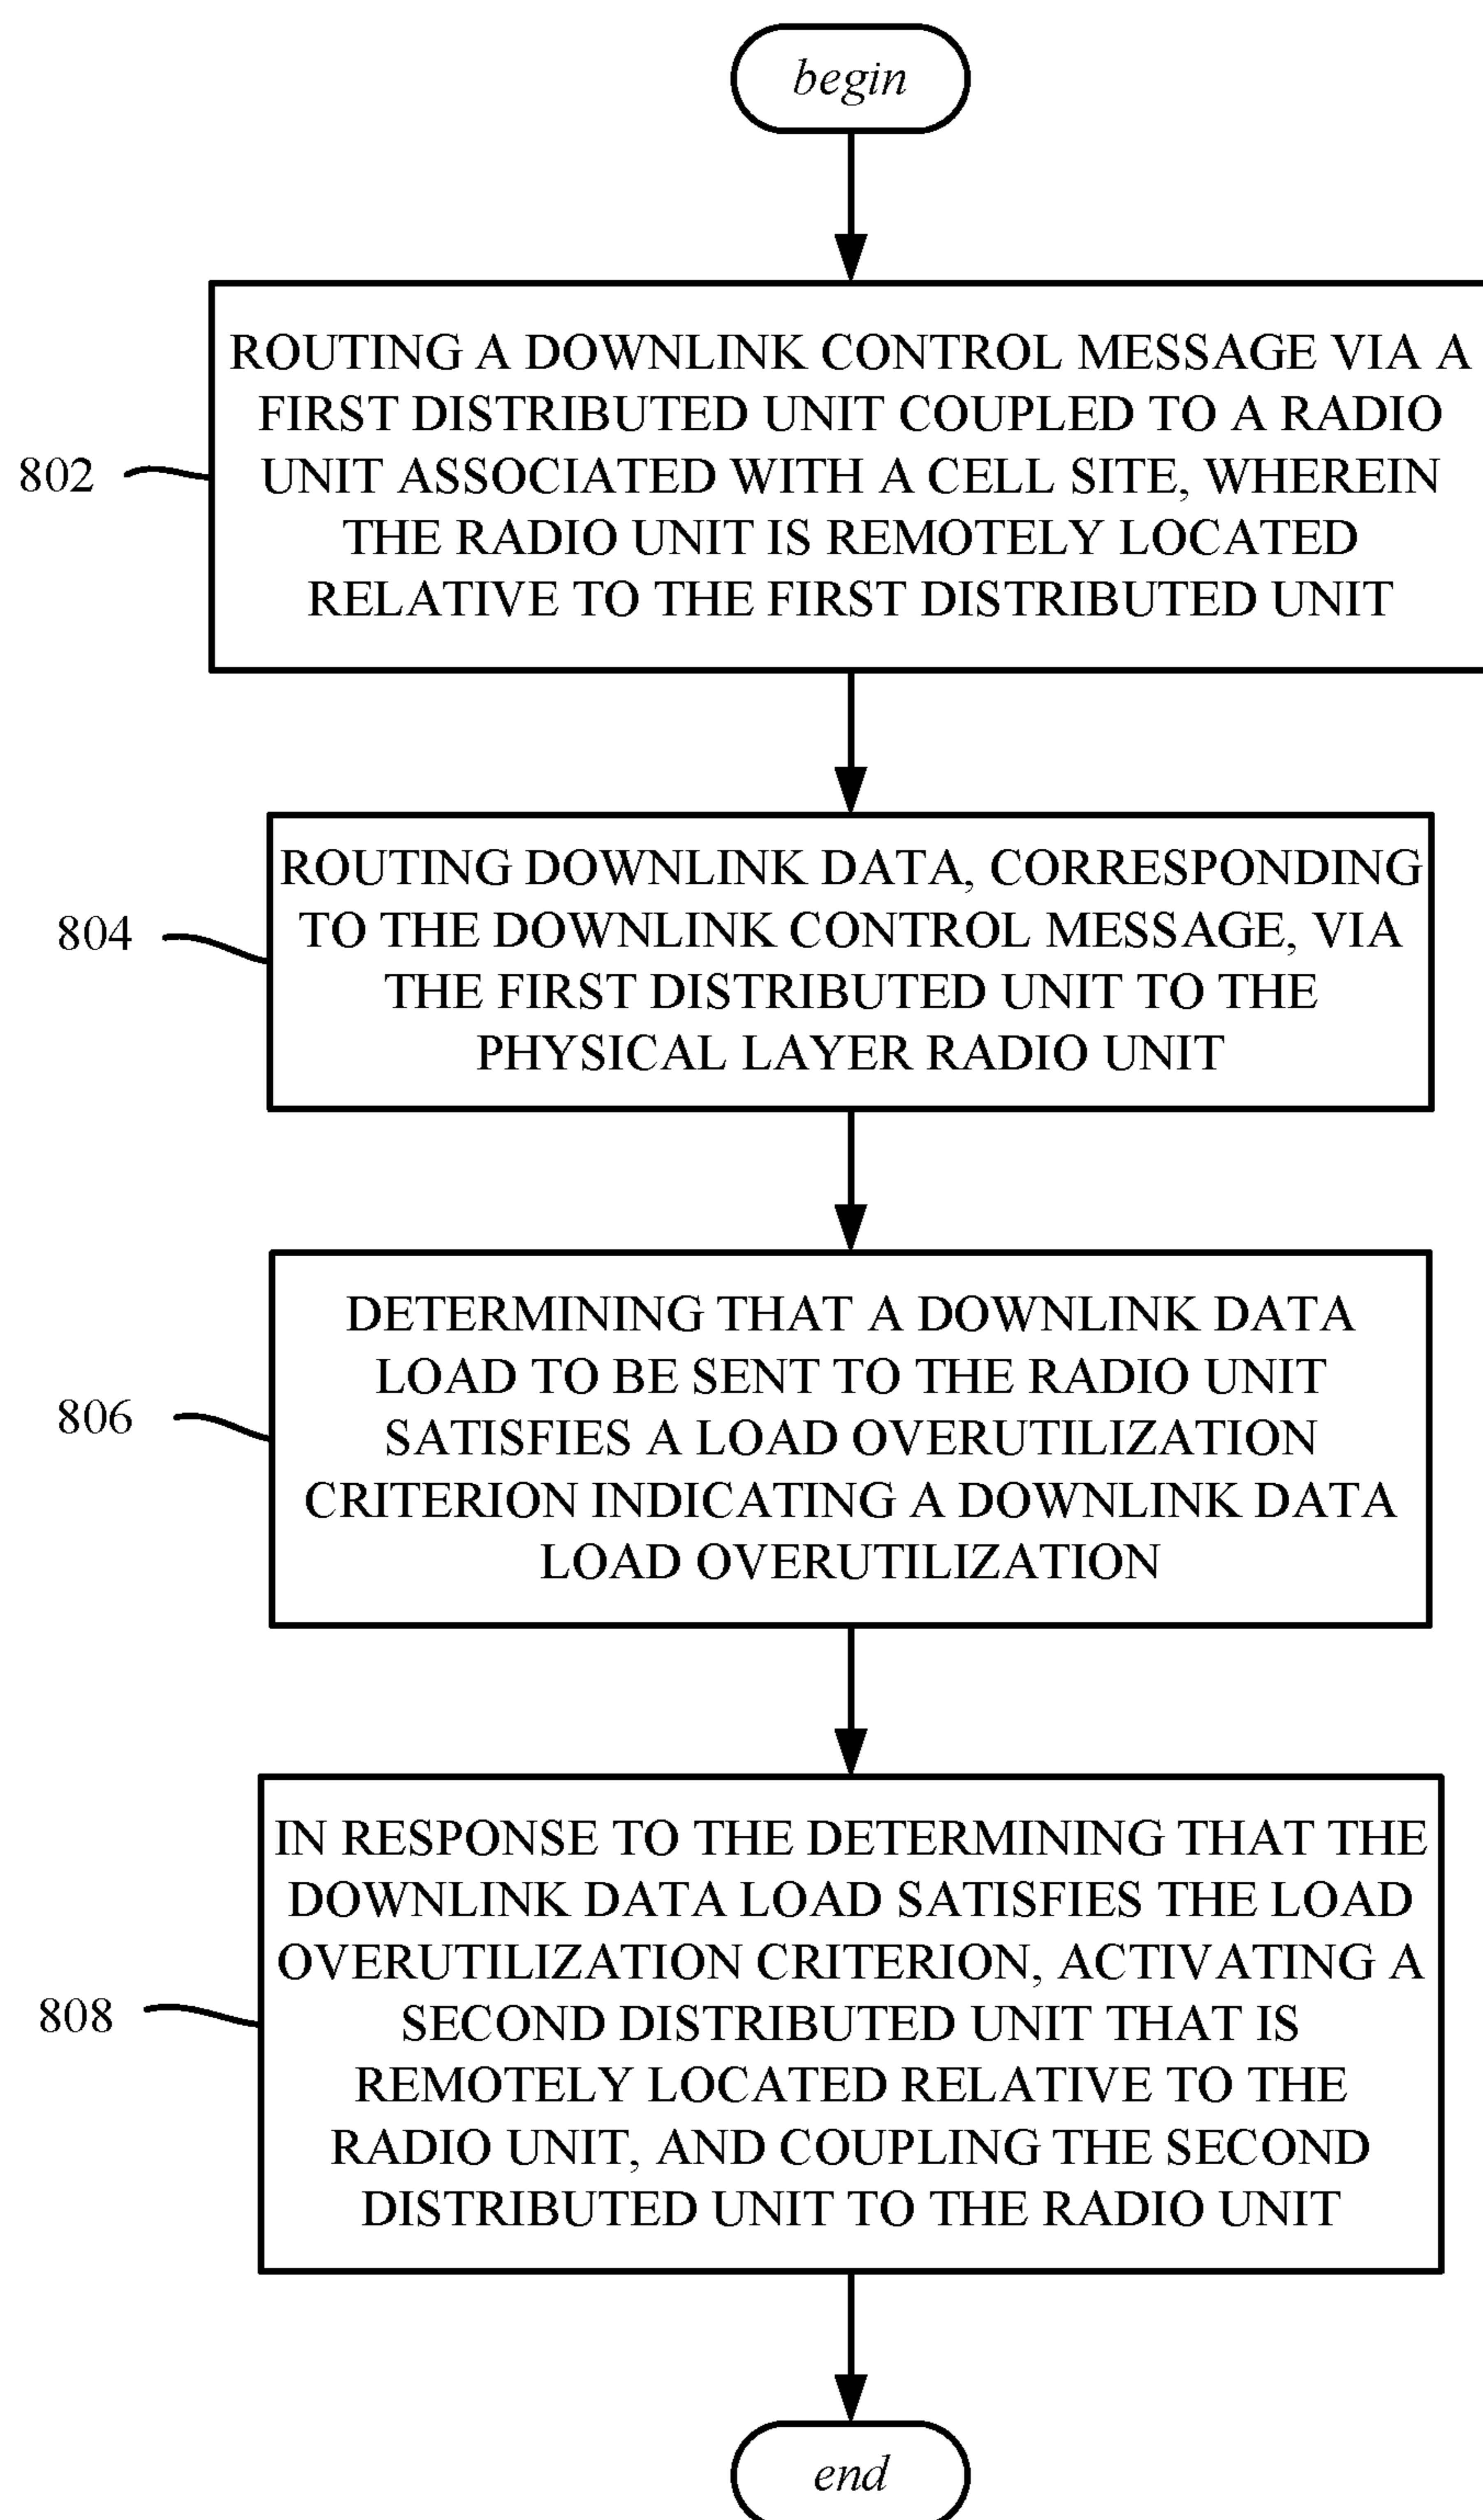 begin
ROUTING A DOWNLINK CONTROL MESSAGE VIA A
FIRST DISTRIBUTED UNIT COUPLED TO A RADIO
UNIT ASSOCIATED WITH A CELL SITE, WHEREIN
THE RADIO UNIT IS REMOTELY LOCATED
RELATIVE TO THE FIRST DISTRIBUTED UNIT
802
ROUTING DOWNLINK DATA, CORRESPONDING
TO THE DOWNLINK CONTROL MESSAGE, VIA
THE FIRST DISTRIBUTED UNIT TO THE
PHYSICAL LAYER RADIO UNIT
804
DETERMINING THAT A DOWNLINK DATA
LOAD TO BE SENT TO THE RADIO UNIT
SATISFIES A LOAD OVERUTILIZATION
CRITERION INDICATING A DOWNLINK DATA
LOAD OVERUTILIZATION
806
IN RESPONSE TO THE DETERMINING THAT THE
DOWNLINK DATA LOAD SATISFIES THE LOAD
OVERUTILIZATION CRITERION, ACTIVATING A
SECOND DISTRIBUTED UNIT THAT IS
REMOTELY LOCATED RELATIVE TO THE
RADIO UNIT, AND COUPLING THE SECOND
DISTRIBUTED UNIT TO THE RADIO UNIT
808
end